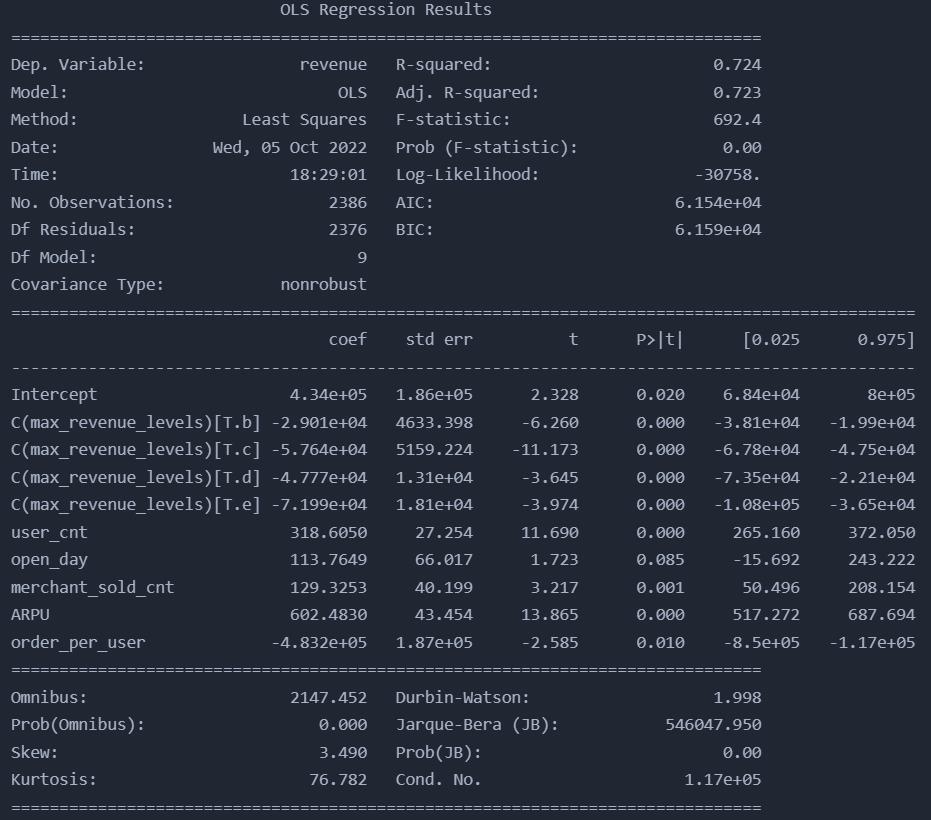 OLS Regression Results
==============================================================================
Dep. Variable:                revenue   R-squared:                       0.724
Model:                            OLS   Adj. R-squared:                  0.723
Method:                 Least Squares   F-statistic:                     692.4
Date:                Wed, 05 Oct 2022   Prob (F-statistic):               0.00
Time:                        18:29:01   Log-Likelihood:                -30758.
No. Observations:                2386   AIC:                         6.154e+04
Df Residuals:                    2376   BIC:                         6.159e+04
Df Model:                           9
Covariance Type:            nonrobust
==============================================================================================
                                 coef    std err          t      P>|t|      [0.025      0.975]
----------------------------------------------------------------------------------------------
Intercept                    4.34e+05   1.86e+05      2.328      0.020    6.84e+04       8e+05
C(max_revenue_levels)[T.b] -2.901e+04   4633.398     -6.260      0.000   -3.81e+04   -1.99e+04
C(max_revenue_levels)[T.c] -5.764e+04   5159.224    -11.173      0.000   -6.78e+04   -4.75e+04
C(max_revenue_levels)[T.d] -4.777e+04   1.31e+04     -3.645      0.000   -7.35e+04   -2.21e+04
C(max_revenue_levels)[T.e] -7.199e+04   1.81e+04     -3.974      0.000   -1.08e+05   -3.65e+04
user_cnt                     318.6050     27.254     11.690      0.000     265.160     372.050
open_day                     113.7649     66.017      1.723      0.085     -15.692     243.222
merchant_sold_cnt            129.3253     40.199      3.217      0.001      50.496     208.154
ARPU                         602.4830     43.454     13.865      0.000     517.272     687.694
order_per_user             -4.832e+05   1.87e+05     -2.585      0.010    -8.5e+05   -1.17e+05
==============================================================================
Omnibus:                     2147.452   Durbin-Watson:                   1.998
Prob(Omnibus):                  0.000   Jarque-Bera (JB):           546047.950
Skew:                           3.490   Prob(JB):                         0.00
Kurtosis:                      76.782   Cond. No.                     1.17e+05
==============================================================================